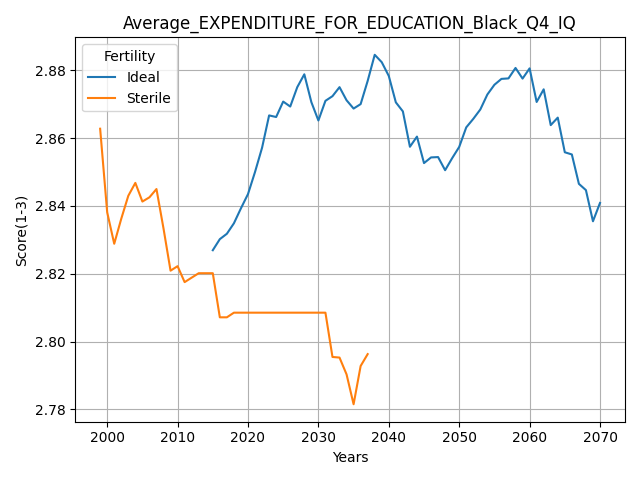 Average_EXPENDITURE_FOR_EDUCATION_Black_Q4_IQ
Fertility
Ideal
Sterile
Score(1-3)
2.88
2.86
2.84
2.82
2.80
2.78
2000 2010 2020 2030 2040 2050 2060 2070
Years